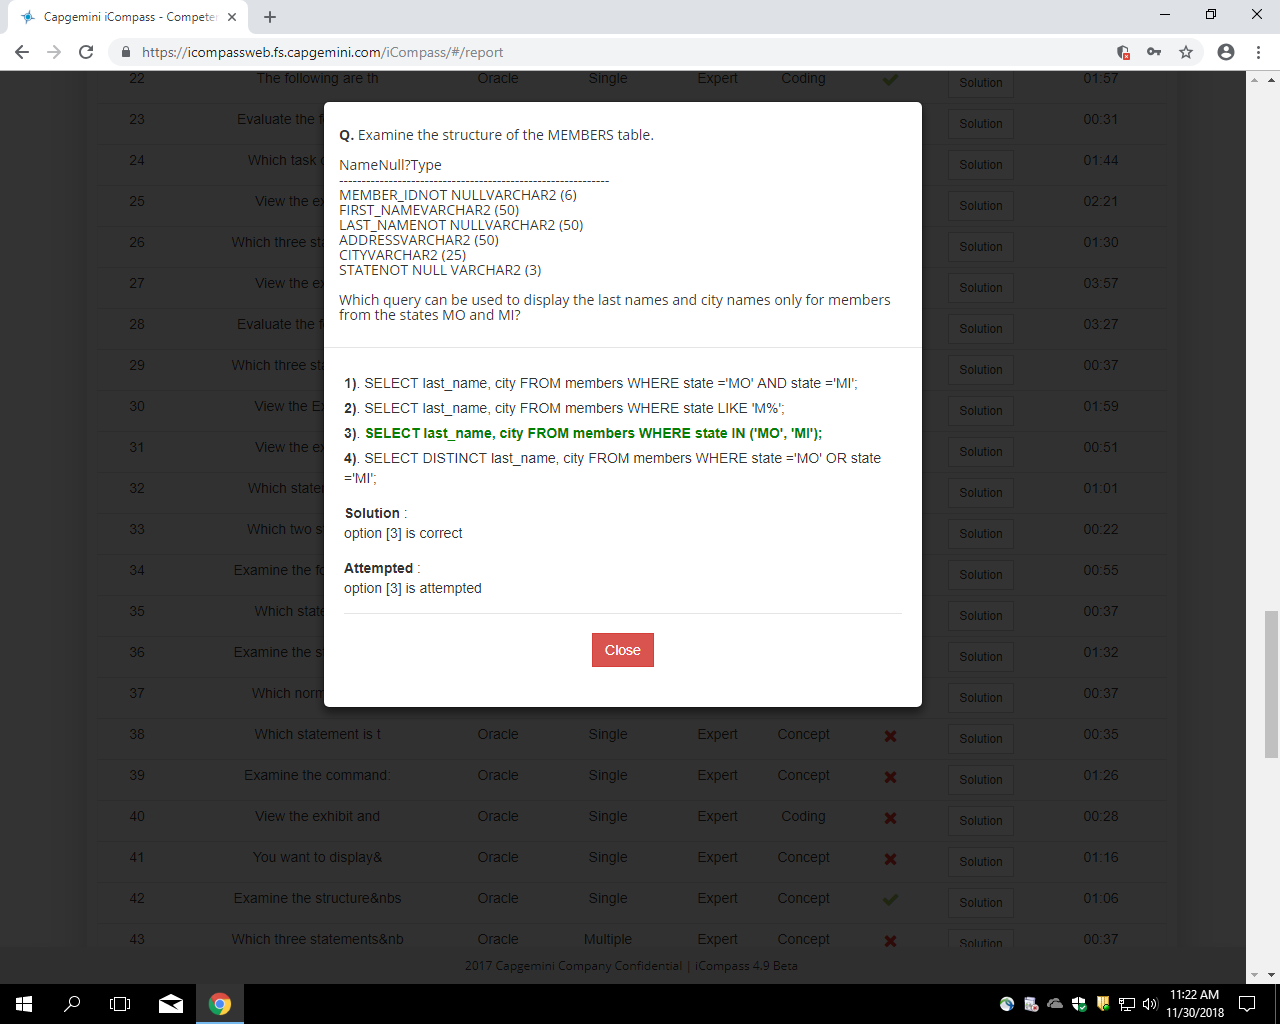 Capgemini iCompass - Competer
https://icompassweb.fs.capgemini.com/iCompass/#/report
22 The following are th Oracle Single Expert Coding Solution 01:57
23 Evaluate the f Solution 00:31
24 Which task Solution 01:44
25 View the ex Solution 02:21
26 Which three sta Solution 01:30
27 View the ex Solution 03:57
28 Evaluate the f Solution 03:27
29 Which three sta Solution 00:37
30 View the E Solution 01:59
31 View the ex Solution 00:51
32 Which state Solution 01:01
33 Which two s Solution 00:22
34 Examine the fo Solution 00:55
35 Which state Solution 00:37
36 Examine the s Solution 01:32
37 Which norm Solution 00:37
38 Which statement is t Oracle Single Expert Concept Solution 00:35
39 Examine the command: Oracle Single Expert Concept Solution 01:26
40 View the exhibit and Oracle Single Expert Coding Solution 00:28
41 You want to display& Oracle Single Expert Concept Solution 01:16
42 Examine the structure&nbs Oracle Single Expert Concept Solution 01:06
43 Which three statements&nb Oracle Multiple Expert Concept Solution 00:37
Q. Examine the structure of the MEMBERS table.
NameNull?Type
------------------------------------------------------------
MEMBER_IDNOT NULLVARCHAR2 (6)
FIRST_NAMEVARCHAR2 (50)
LAST_NAMENOT NULLVARCHAR2 (50)
ADDRESSVARCHAR2 (50)
CITYVARCHAR2 (25)
STATENOT NULL VARCHAR2 (3)
Which query can be used to display the last names and city names only for members
from the states MO and MI?
1). SELECT last_name, city FROM members WHERE state ='MO' AND state ='MI';
2). SELECT last_name, city FROM members WHERE state LIKE 'M%';
3). SELECT last_name, city FROM members WHERE state IN ('MO', 'MI');
4). SELECT DISTINCT last_name, city FROM members WHERE state ='MO' OR state
='MI';
Solution :
option [3] is correct
Attempted :
option [3] is attempted
Close
2017 Capgemini Company Confidential | iCompass 4.9 Beta
11:22 AM
11/30/2018